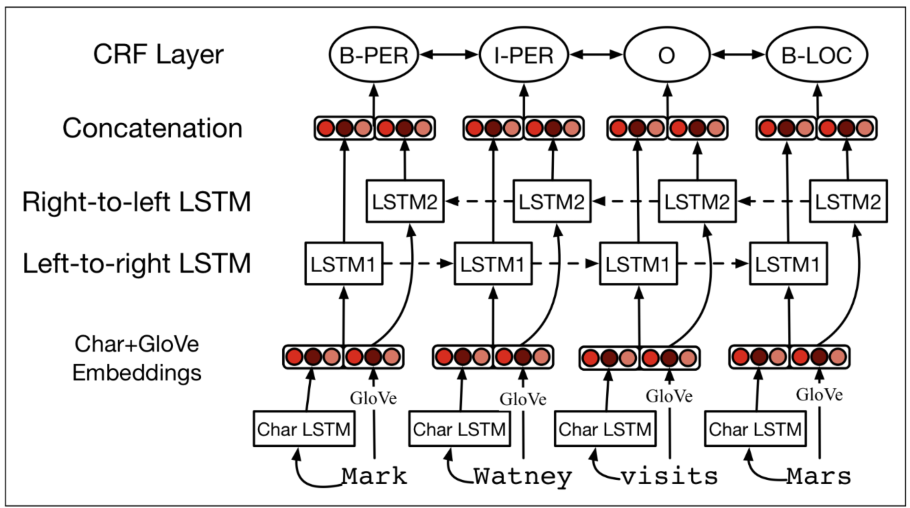 CRF Layer B-PER I-PER O B-LOC
Concatenation
Right-to-left LSTM LSTM2 LSTM2 LSTM2 LSTM2
Left-to-right LSTM LSTM1 LSTM1 LSTM1 LSTM1
Char+GloVe
Embeddings
GloVe GloVe GloVe GloVe
Char LSTM Char LSTM Char LSTM Char LSTM
Mark Watney visits Mars